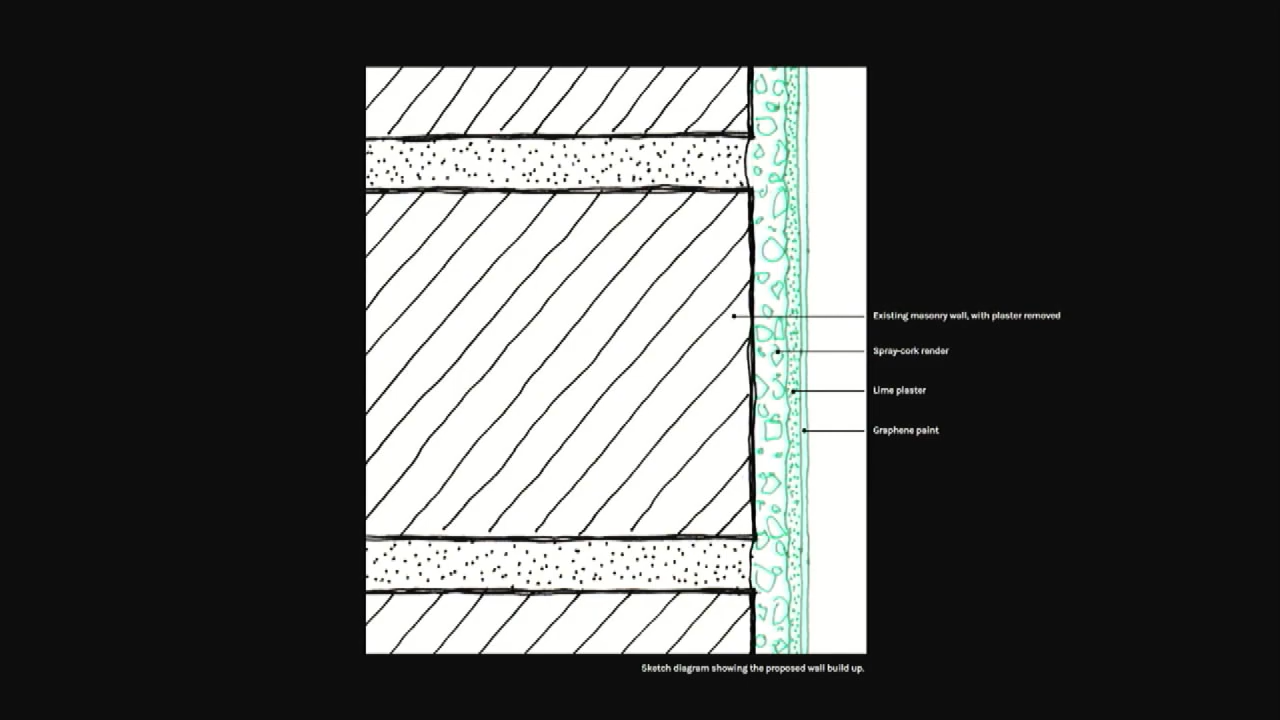 Existing masonry wall, with plaster removed
Spray-cork render
Lime plaster
Graphene paint
Sketch diagram showing the proposed wall build up.